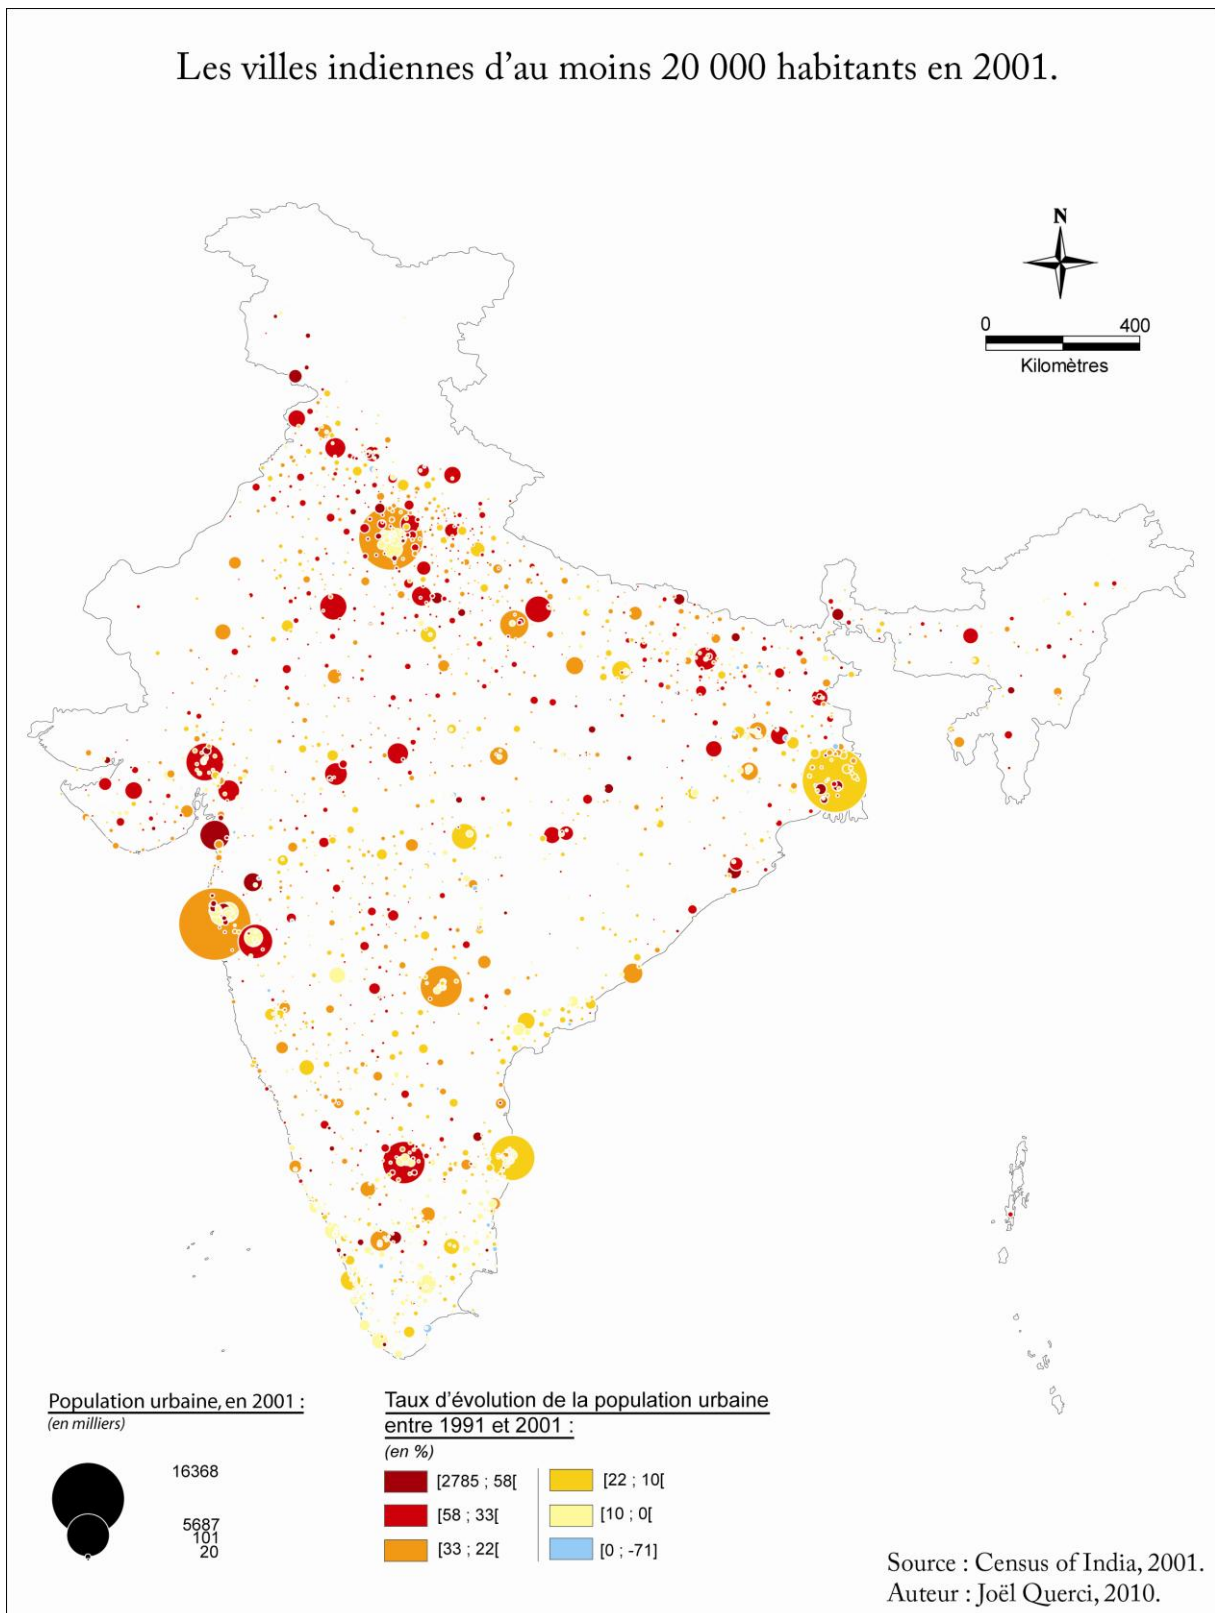 Les villes indiennes d'au moins 20 000 habitants en 2001.
N
0 400
Kilomètres
Population urbaine, en 2001 :
(en milliers)
16368
5687
101
20
Taux d'évolution de la population urbaine
entre 1991 et 2001 :
(en %)
[2785 ; 58[
[58 ; 33[
[33 ; 22[
[22 ; 10[
[10 ; 0[
[0 ; -71]
Source : Census of India, 2001.
Auteur : Joël Querci, 2010.